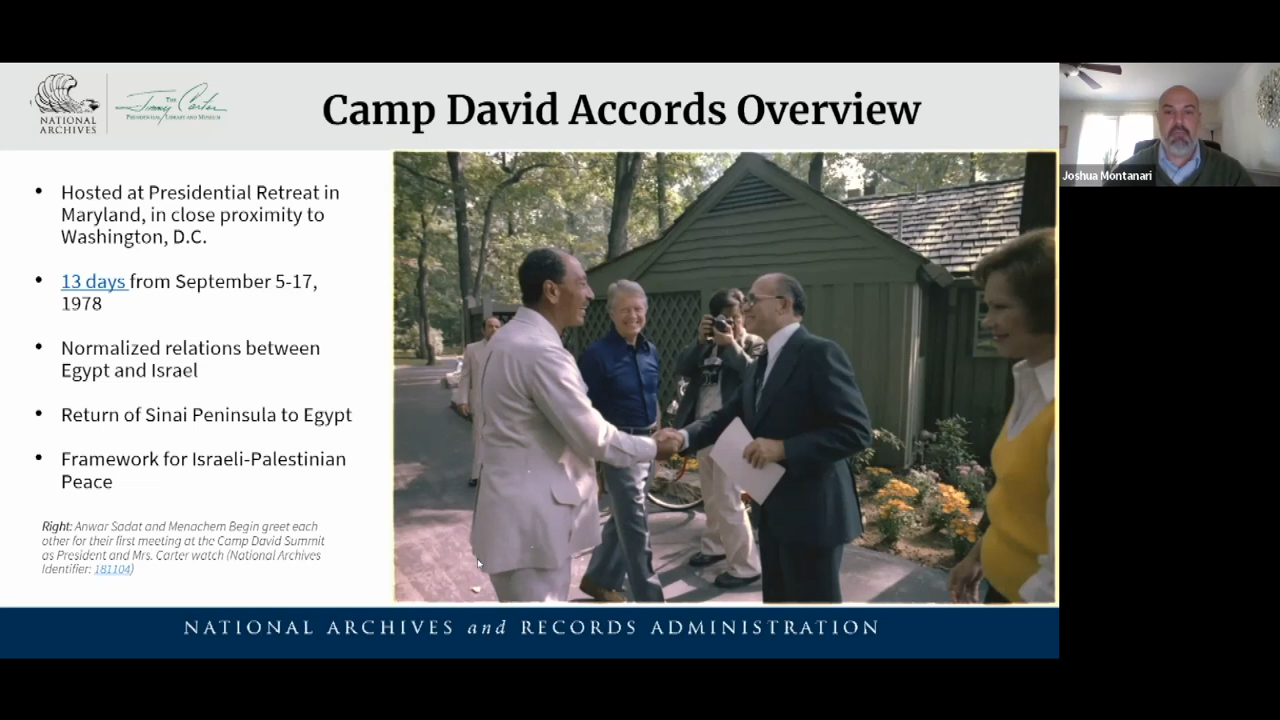 NATIONAL
ARCHIVES
THE
Jimmy Carter
PRESIDENTIAL LIBRARY AND MUSEUM
Camp David Accords Overview
• Hosted at Presidential Retreat in
Maryland, in close proximity to
Washington, D.C.
• 13 days from September 5-17,
1978
• Normalized relations between
Egypt and Israel
• Return of Sinai Peninsula to Egypt
• Framework for Israeli-Palestinian
Peace
Right: Anwar Sadat and Menachem Begin greet each
other for their first meeting at the Camp David Summit
as President and Mrs. Carter watch (National Archives
Identifier: 181104)
NATIONAL ARCHIVES and RECORDS ADMINISTRATION
Joshua Montanari